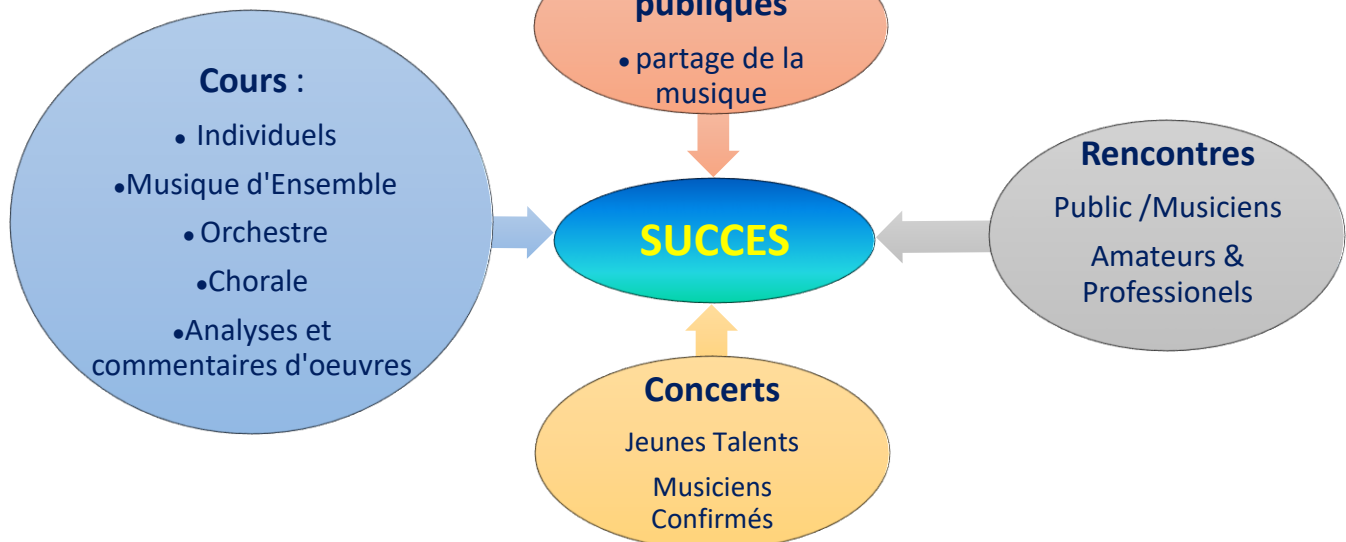 publiques
• partage de la
musique
Cours :
• Individuels
•Musique d'Ensemble
• Orchestre
•Chorale
•Analyses et
commentaires d'oeuvres
SUCCES
Rencontres
Public /Musiciens
Amateurs &
Professionels
Concerts
Jeunes Talents
Musiciens
Confirmés